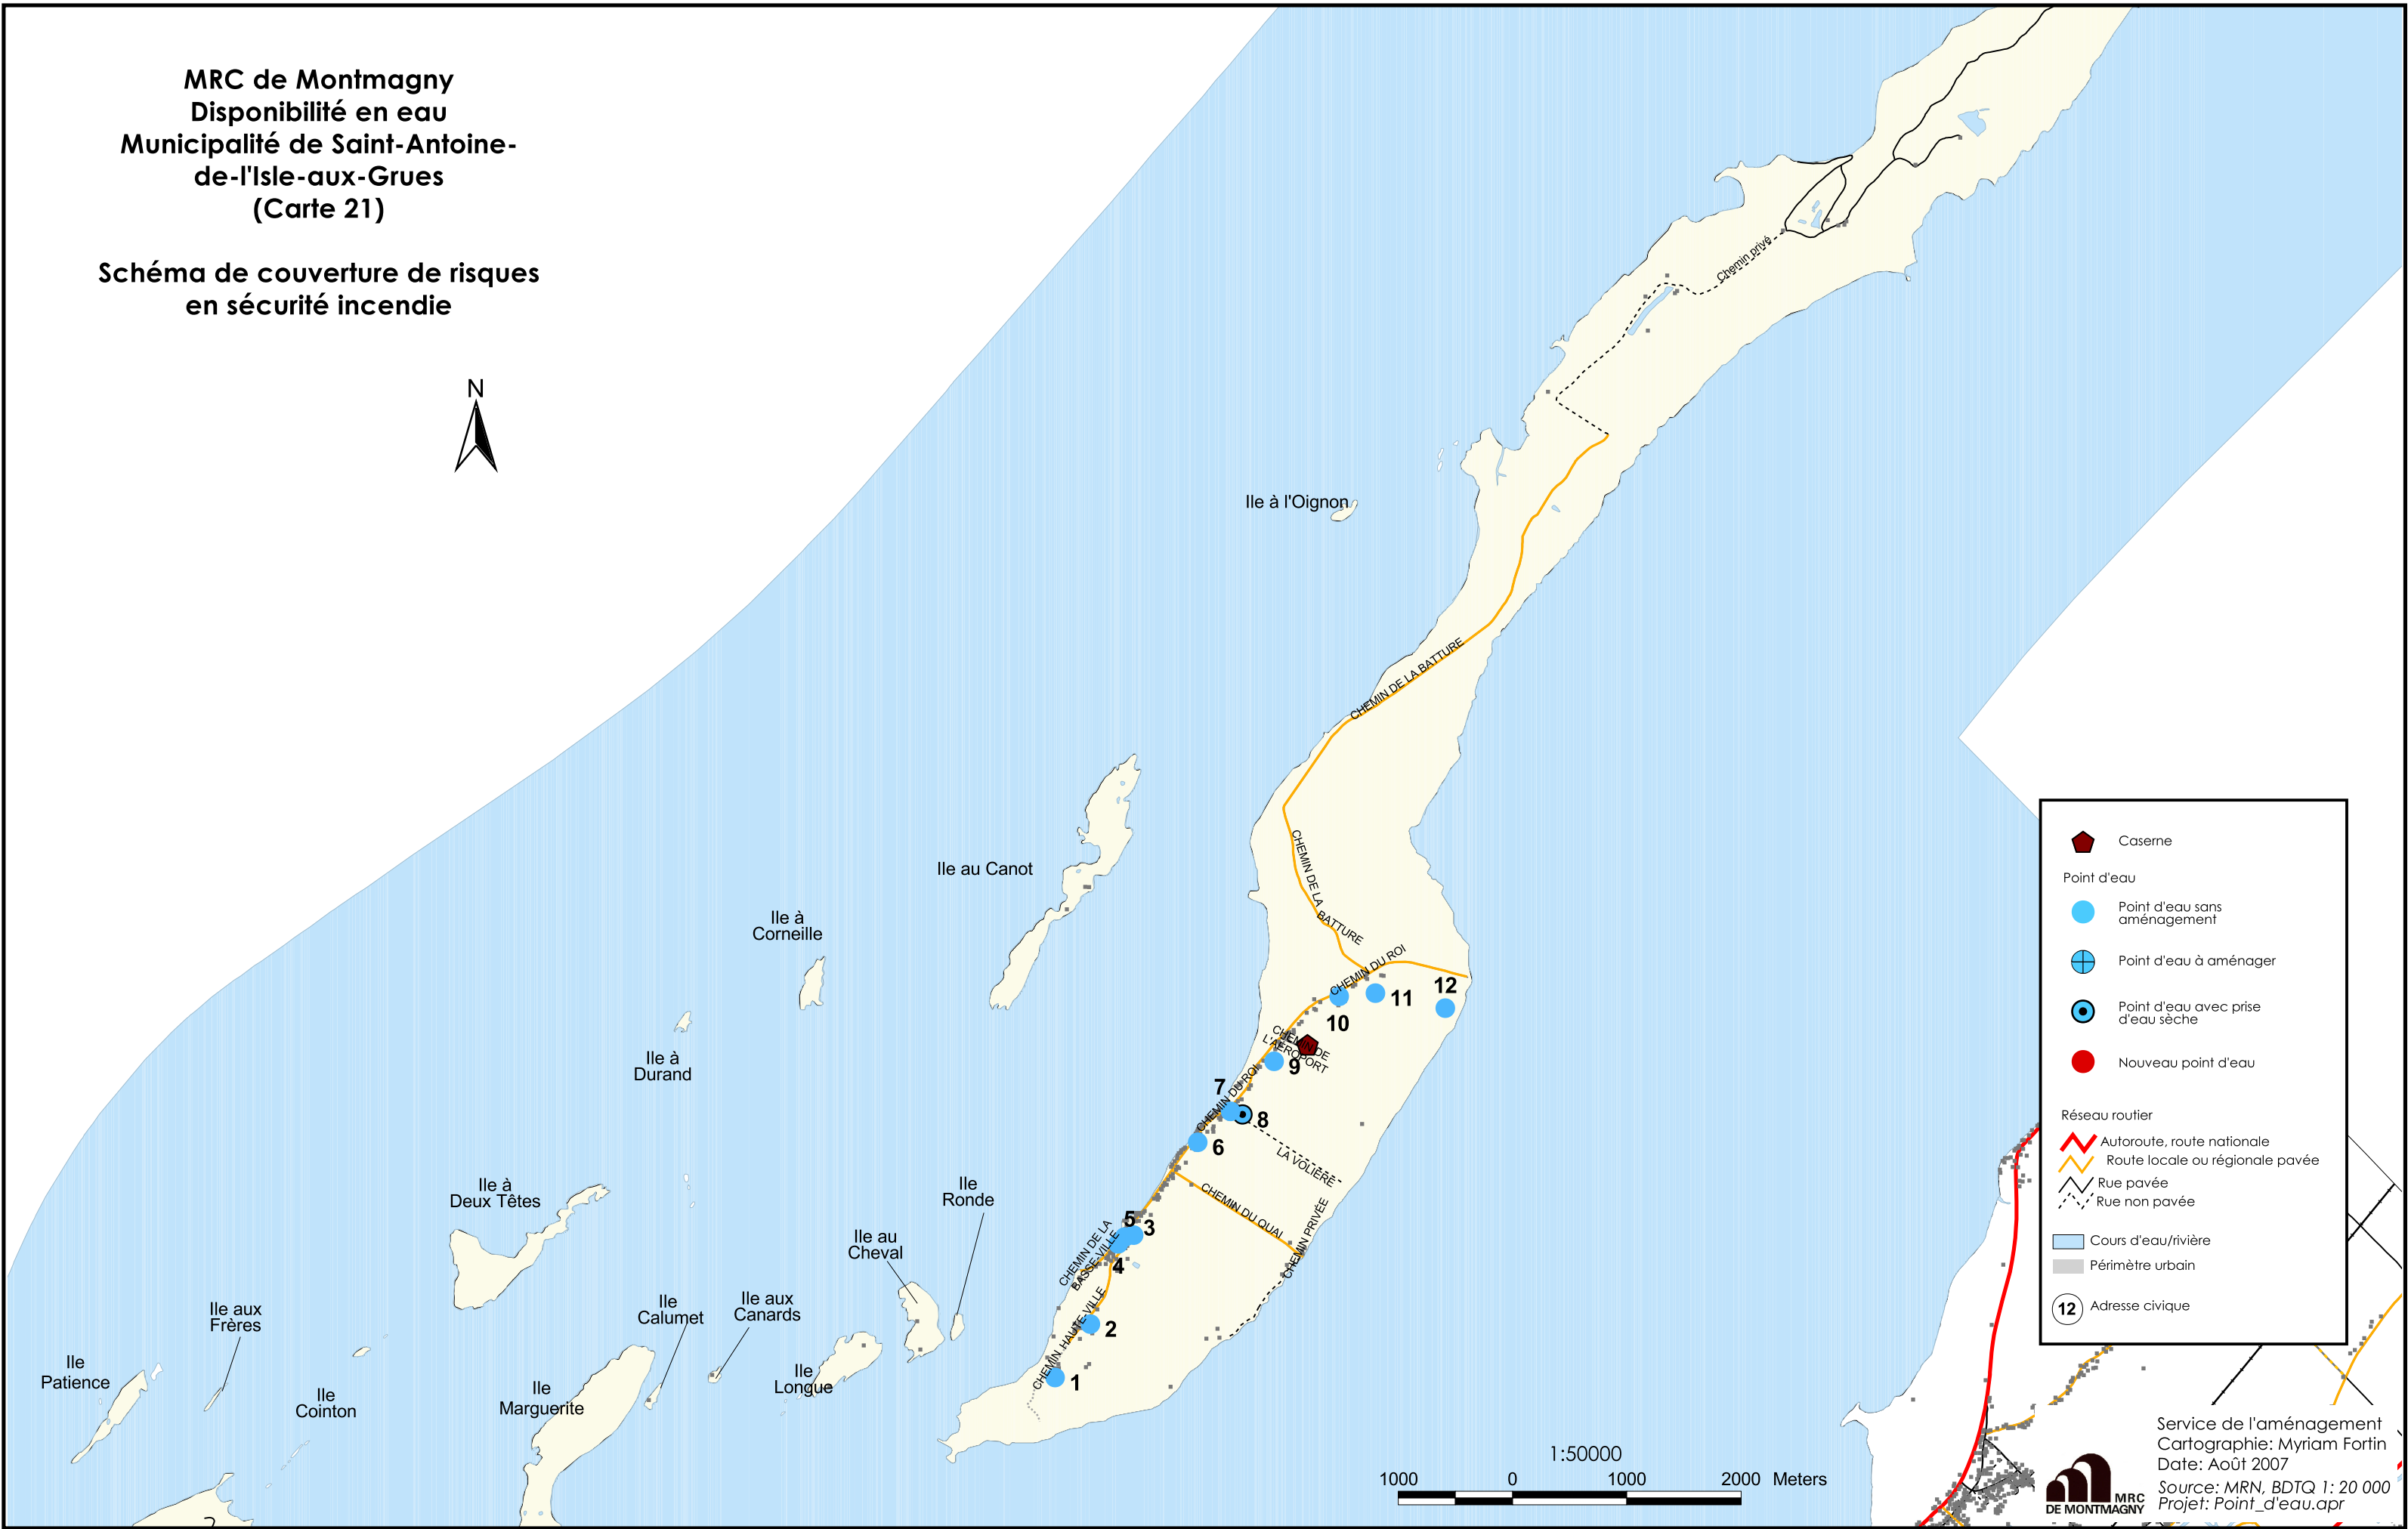 MRC de Montmagny
Disponibilité en eau
Municipalité de Saint-Antoine-
de-l'Isle-aux-Grues
(Carte 21)
Schéma de couverture de risques
en sécurité incendie
N
Chemin privé
Ile à l'Oignon
CHEMIN DE LA BATTURE
Ile au Canot
CHEMIN DE LA
BATTURE
Ile à
Corneille
CHEMIN DU ROI
12
11
10
CHEMIN DE
L'AÉROPORT
9
Ile à
Durand
7
CHEMIN DU ROI
8
6
LA VOLIÈRE
Ile à
Deux Têtes
Ile
Ronde
CHEMIN DU QUAI
CHEMIN PRIVÉE
5
3
4
CHEMIN DE LA
BASSE-VILLE
Ile au
Cheval
CHEMIN HAUTE-VILLE
2
1
Ile aux
Frères
Ile
Calumet
Ile aux
Canards
Ile
Patience
Ile
Cointon
Ile
Marguerite
Ile
Longue
Caserne
Point d'eau
Point d'eau sans
aménagement
Point d'eau à aménager
Point d'eau avec prise
d'eau sèche
Nouveau point d'eau
Réseau routier
Autoroute, route nationale
Route locale ou régionale pavée
Rue pavée
Rue non pavée
Cours d'eau/rivière
Périmètre urbain
12 Adresse civique
1:50000
1000 0 1000 2000 Meters
MRC
DE MONTMAGNY
Service de l'aménagement
Cartographie: Myriam Fortin
Date: Août 2007
Source: MRN, BDTQ 1: 20 000
Projet: Point_d'eau.apr